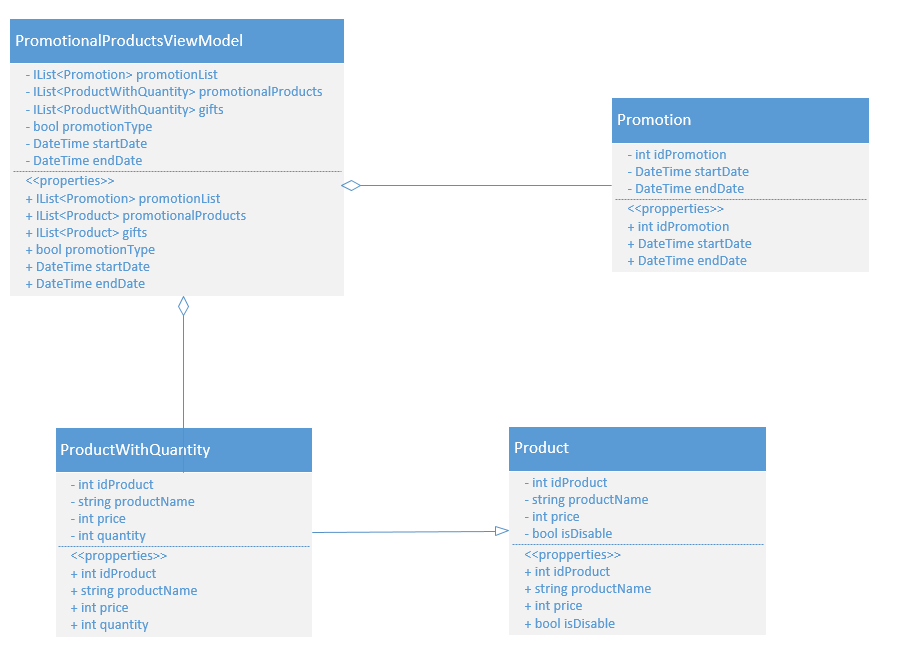 PromotionalProductsViewModel
- IList<Promotion> promotionList
- IList<ProductWithQuantity> promotionalProducts
- IList<ProductWithQuantity> gifts
- bool promotionType
- DateTime startDate
- DateTime endDate
<<properties>>
+ IList<Promotion> promotionList
+ IList<Product> promotionalProducts
+ IList<Product> gifts
+ bool promotionType
+ DateTime startDate
+ DateTime endDate
Promotion
- int idPromotion
- DateTime startDate
- DateTime endDate
<<propperties>>
+ int idPromotion
+ DateTime startDate
+ DateTime endDate
ProductWithQuantity
- int idProduct
- string productName
- int price
- int quantity
<<propperties>>
+ int idProduct
+ string productName
+ int price
+ int quantity
Product
- int idProduct
- string productName
- int price
- bool isDisable
<<propperties>>
+ int idProduct
+ string productName
+ int price
+ bool isDisable